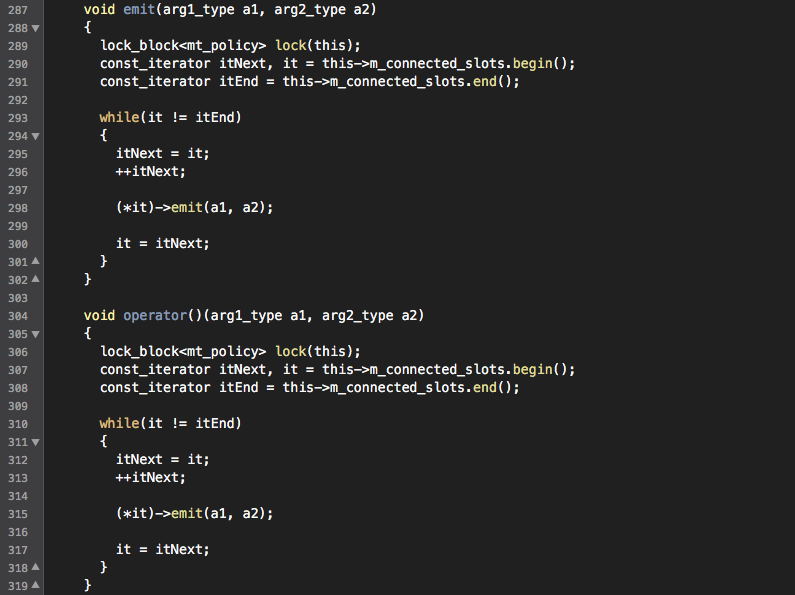 287 void emit(arg1_type a1, arg2_type a2)
288 {
289 lock_block<mt_policy> lock(this);
290 const_iterator itNext, it = this->m_connected_slots.begin();
291 const_iterator itEnd = this->m_connected_slots.end();
292
293 while(it != itEnd)
294 {
295 itNext = it;
296 ++itNext;
297
298 (*it)->emit(a1, a2);
299
300 it = itNext;
301 }
302 }
303
304 void operator()(arg1_type a1, arg2_type a2)
305 {
306 lock_block<mt_policy> lock(this);
307 const_iterator itNext, it = this->m_connected_slots.begin();
308 const_iterator itEnd = this->m_connected_slots.end();
309
310 while(it != itEnd)
311 {
312 itNext = it;
313 ++itNext;
314
315 (*it)->emit(a1, a2);
316
317 it = itNext;
318 }
319 }